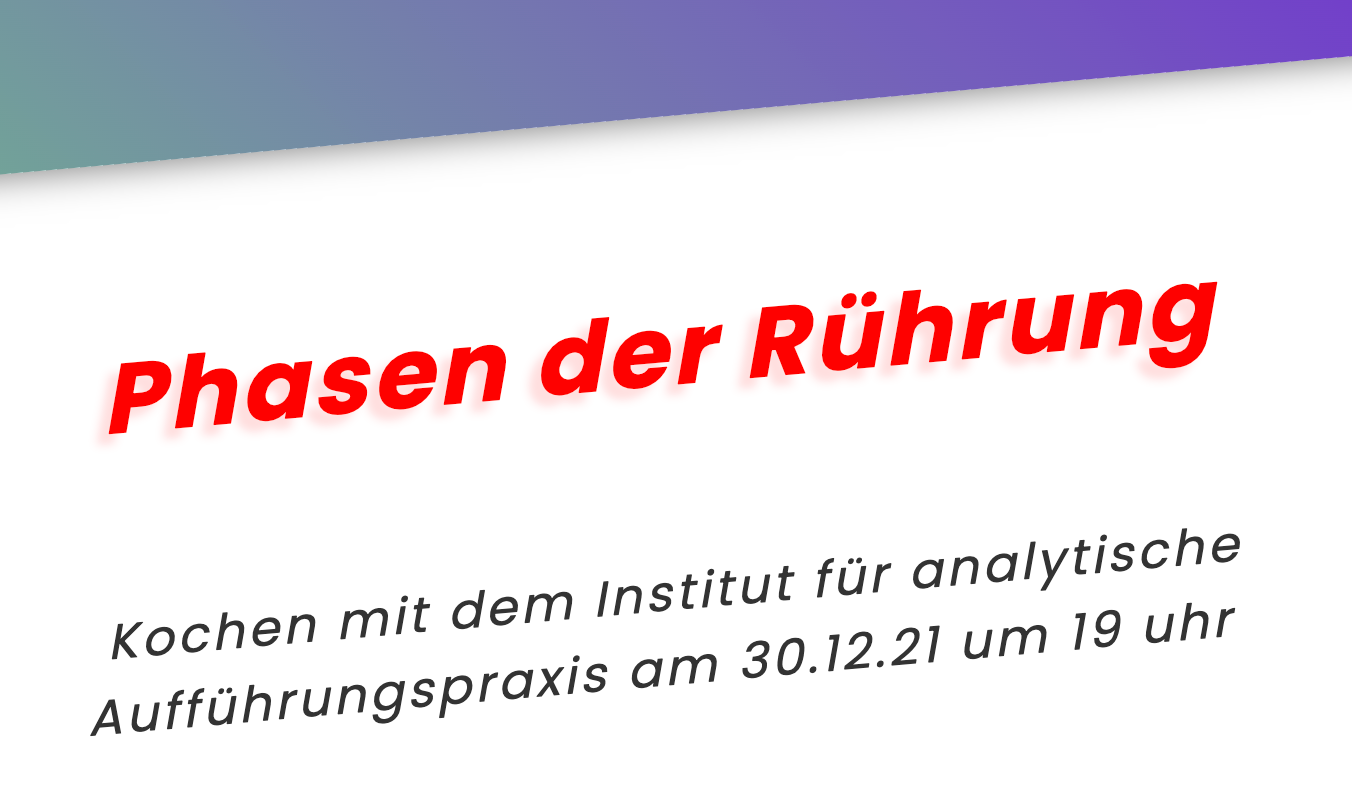 Phasen der Rührung
Kochen mit dem Institut für analytische
Aufführungspraxis am 30.12.21 um 19 uhr